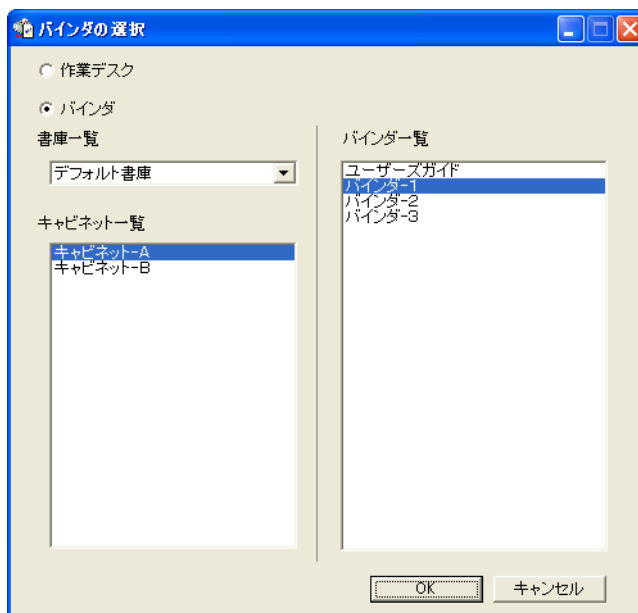 バインダの選択
作業デスク
バインダ
書庫一覧
デフォルト書庫
キャビネット一覧
キャビネット-A
キャビネット-B
バインダ一覧
ユーザーズガイド
バインダ-1
バインダ-2
バインダ-3
OK
キャンセル